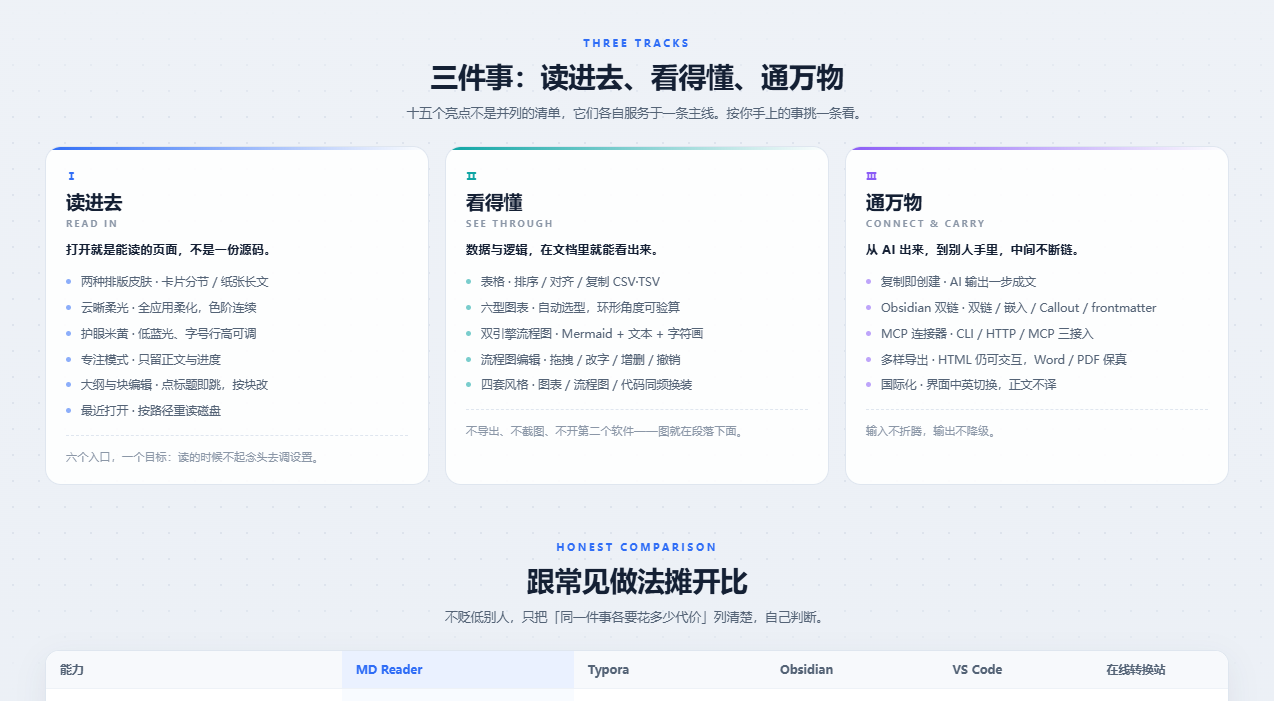 THREE TRACKS
三件事：读进去、看得懂、通万物
十五个亮点不是并列的清单，它们各自服务于一条主线。按你手上的事挑一条看。
I
读进去
READ IN
打开就是能读的页面，不是一份源码。
两种排版皮肤 · 卡片分节 / 纸张长文
云晰柔光 · 全应用柔化，色阶连续
护眼米黄 · 低蓝光、字号行高可调
专注模式 · 只留正文与进度
大纲与块编辑 · 点标题即跳，按块改
最近打开 · 按路径重读磁盘
六个入口，一个目标：读的时候不起念头去调设置。
II
看得懂
SEE THROUGH
数据与逻辑，在文档里就能看出来。
表格 · 排序 / 对齐 / 复制 CSV·TSV
六型图表 · 自动选型，环形角度可验算
双引擎流程图 · Mermaid + 文本 + 字符画
流程图编辑 · 拖拽 / 改字 / 增删 / 撤销
四套风格 · 图表 / 流程图 / 代码同频换装
不导出、不截图、不开第二个软件——图就在段落下面。
III
通万物
CONNECT & CARRY
从 AI 出来，到别人手里，中间不断链。
复制即创建 · AI 输出一步成文
Obsidian 双链 · 双链 / 嵌入 / Callout / frontmatter
MCP 连接器 · CLI / HTTP / MCP 三接入
多样导出 · HTML 仍可交互，Word / PDF 保真
国际化 · 界面中英切换，正文不译
输入不折腾，输出不降级。
HONEST COMPARISON
跟常见做法摊开比
不贬低别人，只把「同一件事各要花多少代价」列清楚，自己判断。
能力 MD Reader Typora Obsidian VS Code 在线转换站